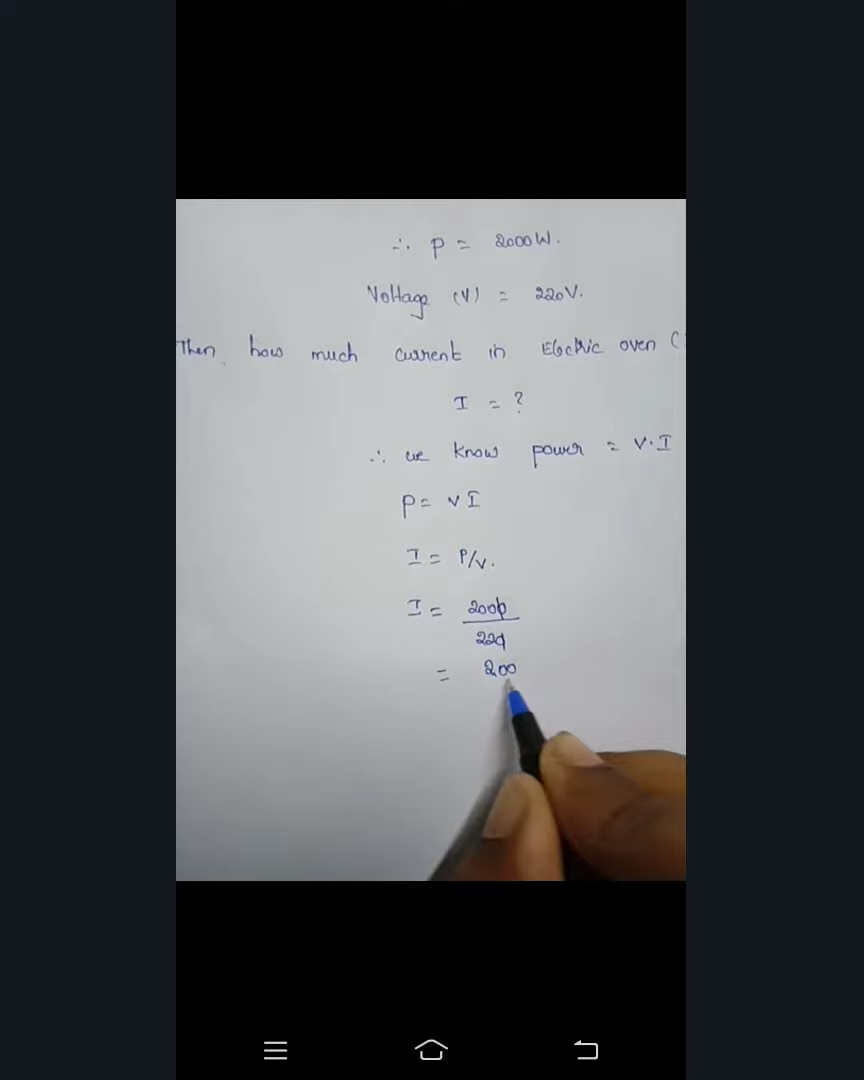 ∴ P = 2000W.
Voltage (V) = 220V.
Then, how much current in Electric oven (
I = ?
∴ we know power = V.I
P = VI
I = P/V.
I = 2000/220
= 200